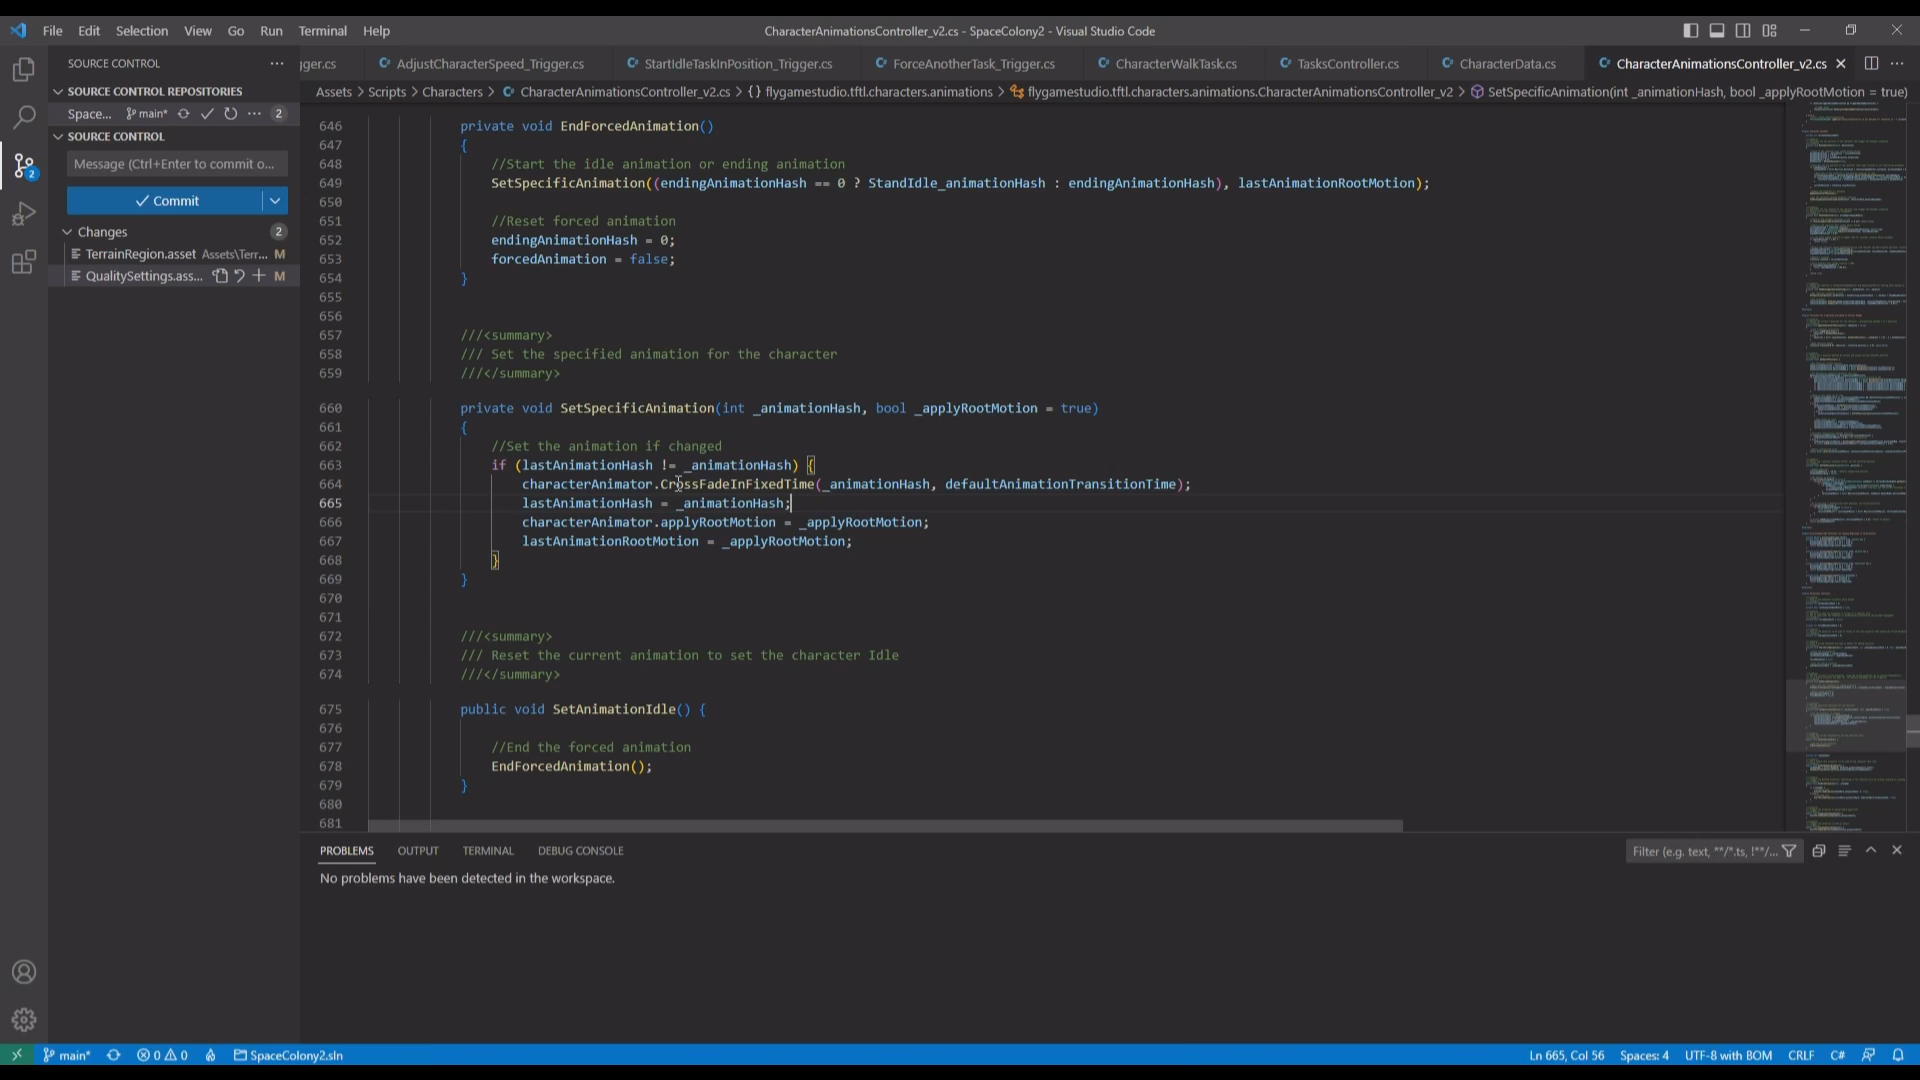 File Edit Selection View Go Run Terminal Help
CharacterAnimationsController_v2.cs - SpaceColony2 - Visual Studio Code
SOURCE CONTROL
SOURCE CONTROL REPOSITORIES
Space... main* 2
SOURCE CONTROL
Message (Ctrl+Enter to commit o...
Commit
Changes 2
TerrainRegion.asset Assets\Terr... M
QualitySettings.ass... M
2
gger.cs AdjustCharacterSpeed_Trigger.cs StartIdleTaskInPosition_Trigger.cs ForceAnotherTask_Trigger.cs CharacterWalkTask.cs TasksController.cs CharacterData.cs CharacterAnimationsController_v2.cs
Assets > Scripts > Characters > CharacterAnimationsController_v2.cs > {} flygamestudio.tftl.characters.animations > flygamestudio.tftl.characters.animations.CharacterAnimationsController_v2 > SetSpecificAnimation(int _animationHash, bool _applyRootMotion = true)
646 private void EndForcedAnimation()
647 {
648 //Start the idle animation or ending animation
649 SetSpecificAnimation((endingAnimationHash == 0 ? StandIdle_animationHash : endingAnimationHash), lastAnimationRootMotion);
650
651 //Reset forced animation
652 endingAnimationHash = 0;
653 forcedAnimation = false;
654 }
655
656
657 ///<summary>
658 /// Set the specified animation for the character
659 ///</summary>
660 private void SetSpecificAnimation(int _animationHash, bool _applyRootMotion = true)
661 {
662 //Set the animation if changed
663 if (lastAnimationHash != _animationHash) {
664 characterAnimator.CrossFadeInFixedTime(_animationHash, defaultAnimationTransitionTime);
665 lastAnimationHash = _animationHash;
666 characterAnimator.applyRootMotion = _applyRootMotion;
667 lastAnimationRootMotion = _applyRootMotion;
668 }
669 }
670
671
672 ///<summary>
673 /// Reset the current animation to set the character Idle
674 ///</summary>
675 public void SetAnimationIdle() {
676
677 //End the forced animation
678 EndForcedAnimation();
679 }
680
681
PROBLEMS OUTPUT TERMINAL DEBUG CONSOLE
Filter (e.g. text, **/*.ts, !**/...
No problems have been detected in the workspace.
main* 0 0 SpaceColony2.sln
Ln 665, Col 56 Spaces: 4 UTF-8 with BOM CRLF C#